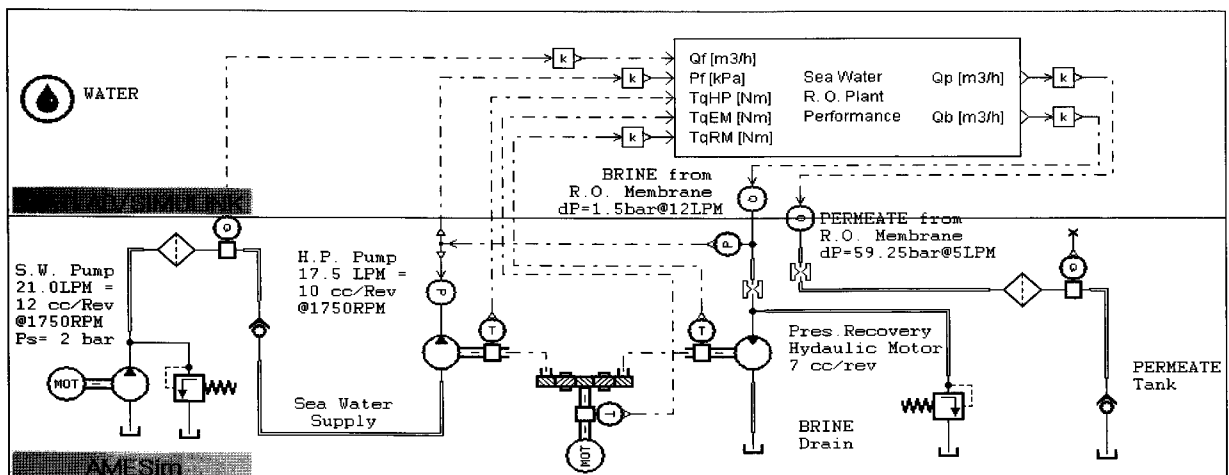 WATER
k
k
k
Qf [m3/h]
Pf [kPa]
TqHP [Nm]
TqEM [Nm]
TqRM [Nm]
Sea Water
R. O. Plant
Performance
Qp [m3/h]
Qb [m3/h]
k
k
BRINE from
R.O. Membrane
dP=1.5bar@12LPM
MATLAB/SIMULINK
PERMEATE from
R.O. Membrane
dP=59.25bar@5LPM
Q
Q
Q
Q
S.W. Pump
21.0LPM =
12 cc/Rev
@1750RPM
Ps= 2 bar
H.P. Pump
17.5 LPM =
10 cc/Rev
@1750RPM
P
P
T
T
T
MOT
MOT
Pres.Recovery
Hydaulic Motor
7 cc/rev
Sea Water
Supply
BRINE
Drain
PERMEATE
Tank
AMESim